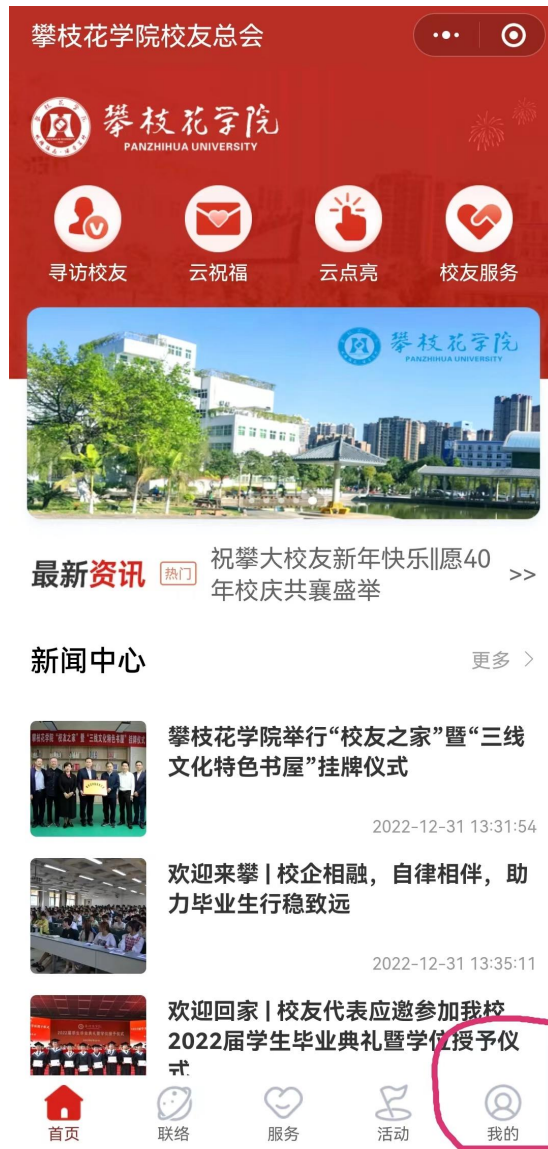 攀枝花学院校友总会
攀枝花学院
PANZHIHUA UNIVERSITY
寻访校友 云祝福 云点亮 校友服务
攀枝花学院
PANZHIHUA UNIVERSITY
最新资讯 热门 祝攀大校友新年快乐||愿40
年校庆共襄盛举 >>
新闻中心 更多 >
攀枝花学院举行“校友之家”暨“三线
文化特色书屋”挂牌仪式
2022-12-31 13:31:54
欢迎来攀 | 校企相融，自律相伴，助
力毕业生行稳致远
2022-12-31 13:35:11
欢迎回家 | 校友代表应邀参加我校
2022届学生毕业典礼暨学位授予仪
式
首页 联络 服务 活动 我的